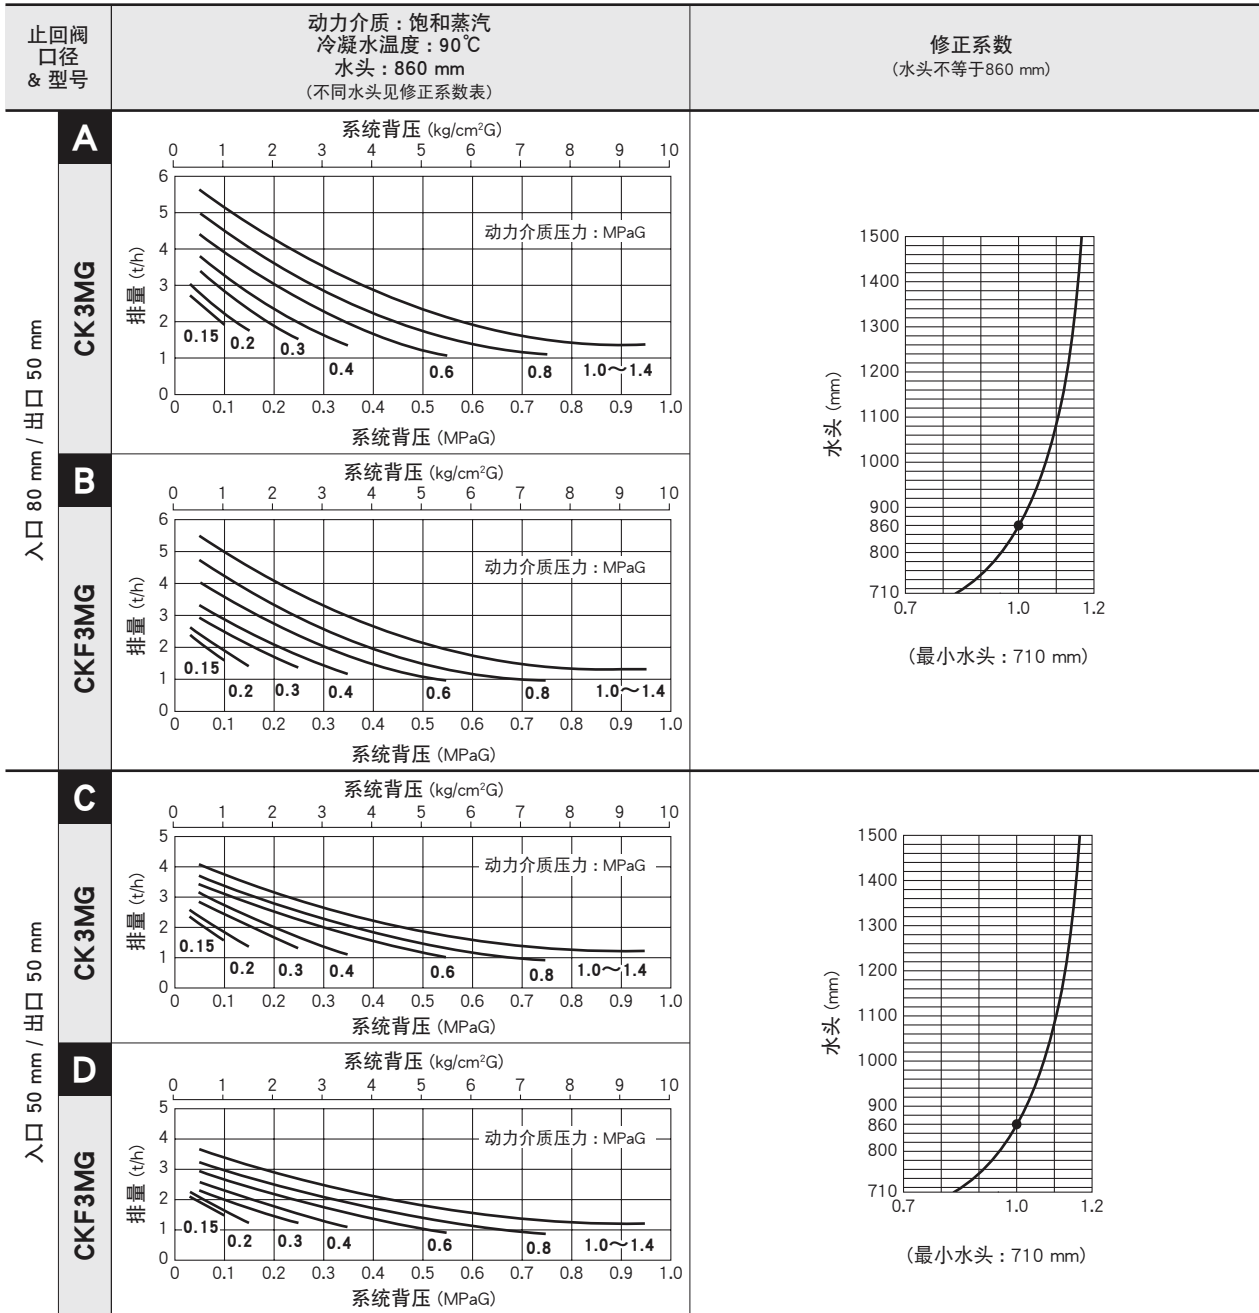 止回阀
口径
& 型号
动力介质：饱和蒸汽
冷凝水温度：90℃
水头：860 mm
(不同水头见修正系数表)
修正系数
(水头不等于860 mm)
入口 80 mm / 出口 50 mm
A
CK3MG
系统背压 (kg/cm²G)
0 1 2 3 4 5 6 7 8 9 10
6
5
4
3
2
1
0
排量 (t/h)
动力介质压力：MPaG
0.15 0.2 0.3 0.4 0.6 0.8 1.0～1.4
0 0.1 0.2 0.3 0.4 0.5 0.6 0.7 0.8 0.9 1.0
系统背压 (MPaG)
B
CKF3MG
系统背压 (kg/cm²G)
0 1 2 3 4 5 6 7 8 9 10
6
5
4
3
2
1
0
排量 (t/h)
动力介质压力：MPaG
0.15 0.2 0.3 0.4 0.6 0.8 1.0～1.4
0 0.1 0.2 0.3 0.4 0.5 0.6 0.7 0.8 0.9 1.0
系统背压 (MPaG)
水头 (mm)
1500
1400
1300
1200
1100
1000
900
860
800
710
0.7 1.0 1.2
(最小水头：710 mm)
入口 50 mm / 出口 50 mm
C
CK3MG
系统背压 (kg/cm²G)
0 1 2 3 4 5 6 7 8 9 10
5
4
3
2
1
0
排量 (t/h)
动力介质压力：MPaG
0.15 0.2 0.3 0.4 0.6 0.8 1.0～1.4
0 0.1 0.2 0.3 0.4 0.5 0.6 0.7 0.8 0.9 1.0
系统背压 (MPaG)
D
CKF3MG
系统背压 (kg/cm²G)
0 1 2 3 4 5 6 7 8 9 10
5
4
3
2
1
0
排量 (t/h)
动力介质压力：MPaG
0.15 0.2 0.3 0.4 0.6 0.8 1.0～1.4
0 0.1 0.2 0.3 0.4 0.5 0.6 0.7 0.8 0.9 1.0
系统背压 (MPaG)
水头 (mm)
1500
1400
1300
1200
1100
1000
900
860
800
710
0.7 1.0 1.2
(最小水头：710 mm)